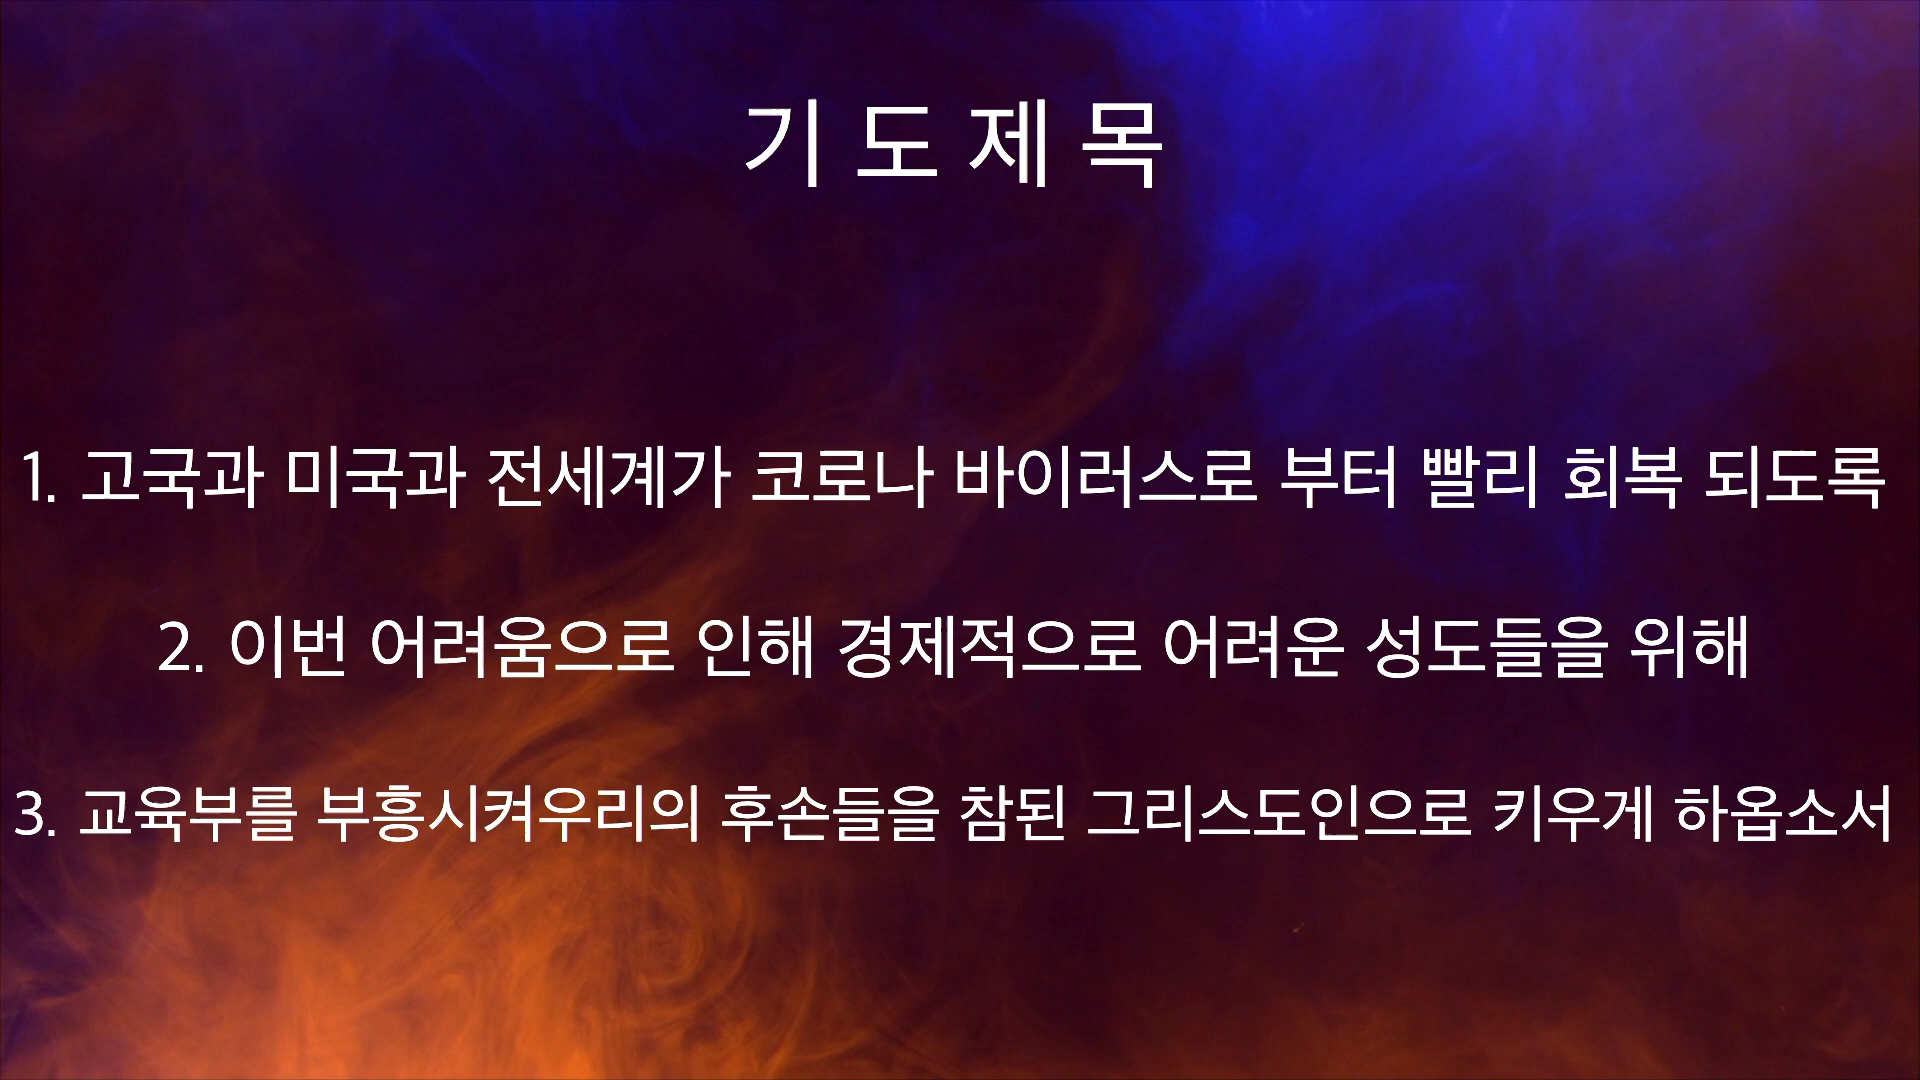 기 도 제 목
1. 고국과 미국과 전세계가 코로나 바이러스로 부터 빨리 회복 되도록
2. 이번 어려움으로 인해 경제적으로 어려운 성도들을 위해
3. 교육부를 부흥시켜우리의 후손들을 참된 그리스도인으로 키우게 하옵소서